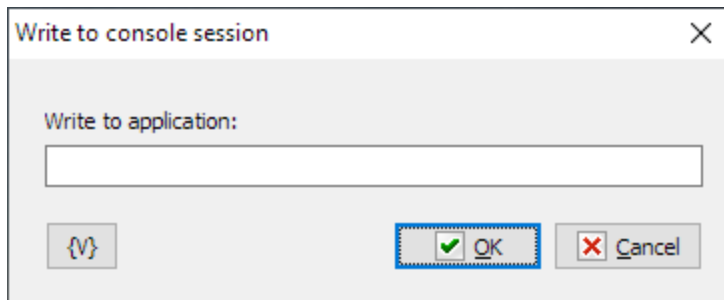 Write to console session
Write to application:
{V}
OK
Cancel